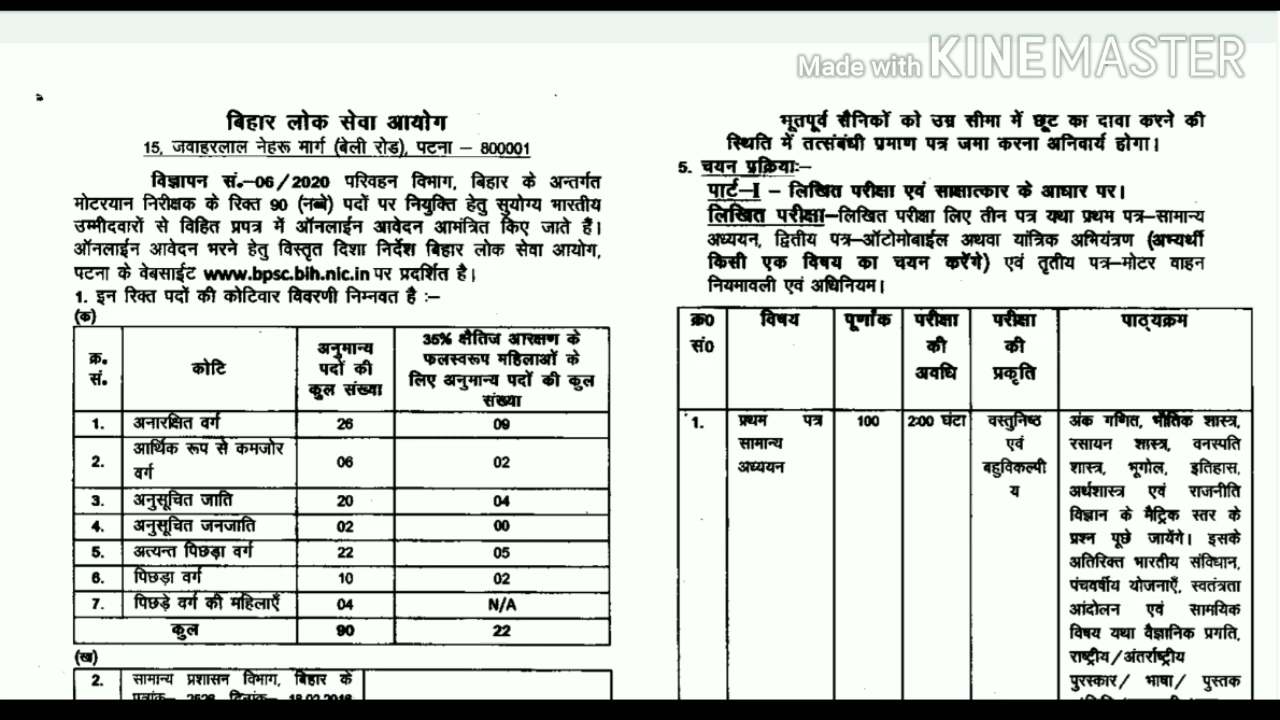 Made with KINEMASTER
बिहार लोक सेवा आयोग
15, जवाहरलाल नेहरू मार्ग (बेली रोड), पटना – 800001
विज्ञापन सं.-06/2020 परिवहन विभाग, बिहार के अन्तर्गत
मोटरयान निरीक्षक के रिक्त 90 (नब्बे) पदों पर नियुक्ति हेतु सुयोग्य भारतीय
उम्मीदवारों से विहित प्रपत्र में ऑनलाईन आवेदन आमंत्रित किए जाते हैं।
ऑनलाईन आवेदन भरने हेतु विस्तृत दिशा निर्देश बिहार लोक सेवा आयोग,
पटना के वेबसाईट www.bpsc.bih.nic.in पर प्रदर्शित है।
1. इन रिक्त पदों की कोटिवार विवरणी निम्नवत है :–
(क)
क्र. सं. कोटि अनुमान्य पदों की कुल संख्या 35% क्षैतिज आरक्षण के फलस्वरूप महिलाओं के लिए अनुमान्य पदों की कुल संख्या
1. अनारक्षित वर्ग 26 09
2. आर्थिक रूप से कमजोर वर्ग 06 02
3. अनुसूचित जाति 20 04
4. अनुसूचित जनजाति 02 00
5. अत्यन्त पिछड़ा वर्ग 22 05
6. पिछड़ा वर्ग 10 02
7. पिछड़े वर्ग की महिलाएँ 04 N/A
कुल 90 22
(ख)
2. सामान्य प्रशासन विभाग, बिहार के
भूतपूर्व सैनिकों को उम्र सीमा में छूट का दावा करने की
स्थिति में तत्संबंधी प्रमाण पत्र जमा करना अनिवार्य होगा।
5. चयन प्रक्रियाः–
पार्ट–I – लिखित परीक्षा एवं साक्षात्कार के आधार पर।
लिखित परीक्षा–लिखित परीक्षा लिए तीन पत्र यथा प्रथम पत्र–सामान्य
अध्ययन, द्वितीय पत्र–ऑटोमोबाईल अथवा यांत्रिक अभियंत्रण (अभ्यर्थी
किसी एक विषय का चयन करेंगे) एवं तृतीय पत्र–मोटर वाहन
नियमावली एवं अधिनियम।
क्र0 सं0 विषय पूर्णांक परीक्षा की अवधि परीक्षा की प्रकृति पाठ्यक्रम
1. प्रथम पत्र सामान्य अध्ययन 100 2:00 घंटा वस्तुनिष्ठ एवं बहुविकल्पीय
अंक गणित, भौतिक शास्त्र,
रसायन शास्त्र, वनस्पति
शास्त्र, भूगोल, इतिहास,
अर्थशास्त्र एवं राजनीति
विज्ञान के मैट्रिक स्तर के
प्रश्न पूछे जायेंगे। इसके
अतिरिक्त भारतीय संविधान,
पंचवर्षीय योजनाएँ, स्वतंत्रता
आंदोलन एवं सामयिक
विषय यथा वैज्ञानिक प्रगति,
राष्ट्रीय/अंतर्राष्ट्रीय
पुरस्कार/ भाषा/ पुस्तक